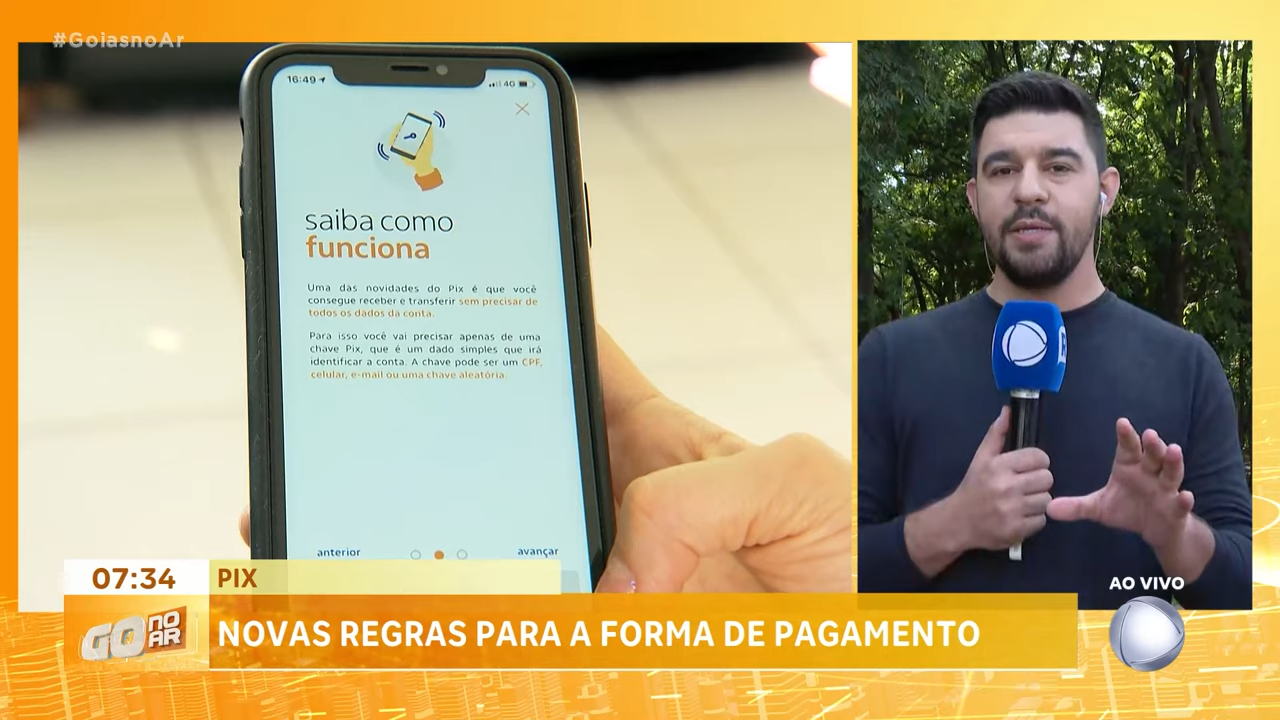 #GoiasnoAr
16:49
4G
saiba como
funciona
Uma das novidades do Pix é que você
consegue receber e transferir sem precisar de
todos os dados da conta.
Para isso você vai precisar apenas de uma
chave Pix, que é um dado simples que irá
identificar a conta. A chave pode ser um CPF,
celular, e-mail ou uma chave aleatória.
anterior
avançar
07:34
PIX
GO NO AR
NOVAS REGRAS PARA A FORMA DE PAGAMENTO
AO VIVO